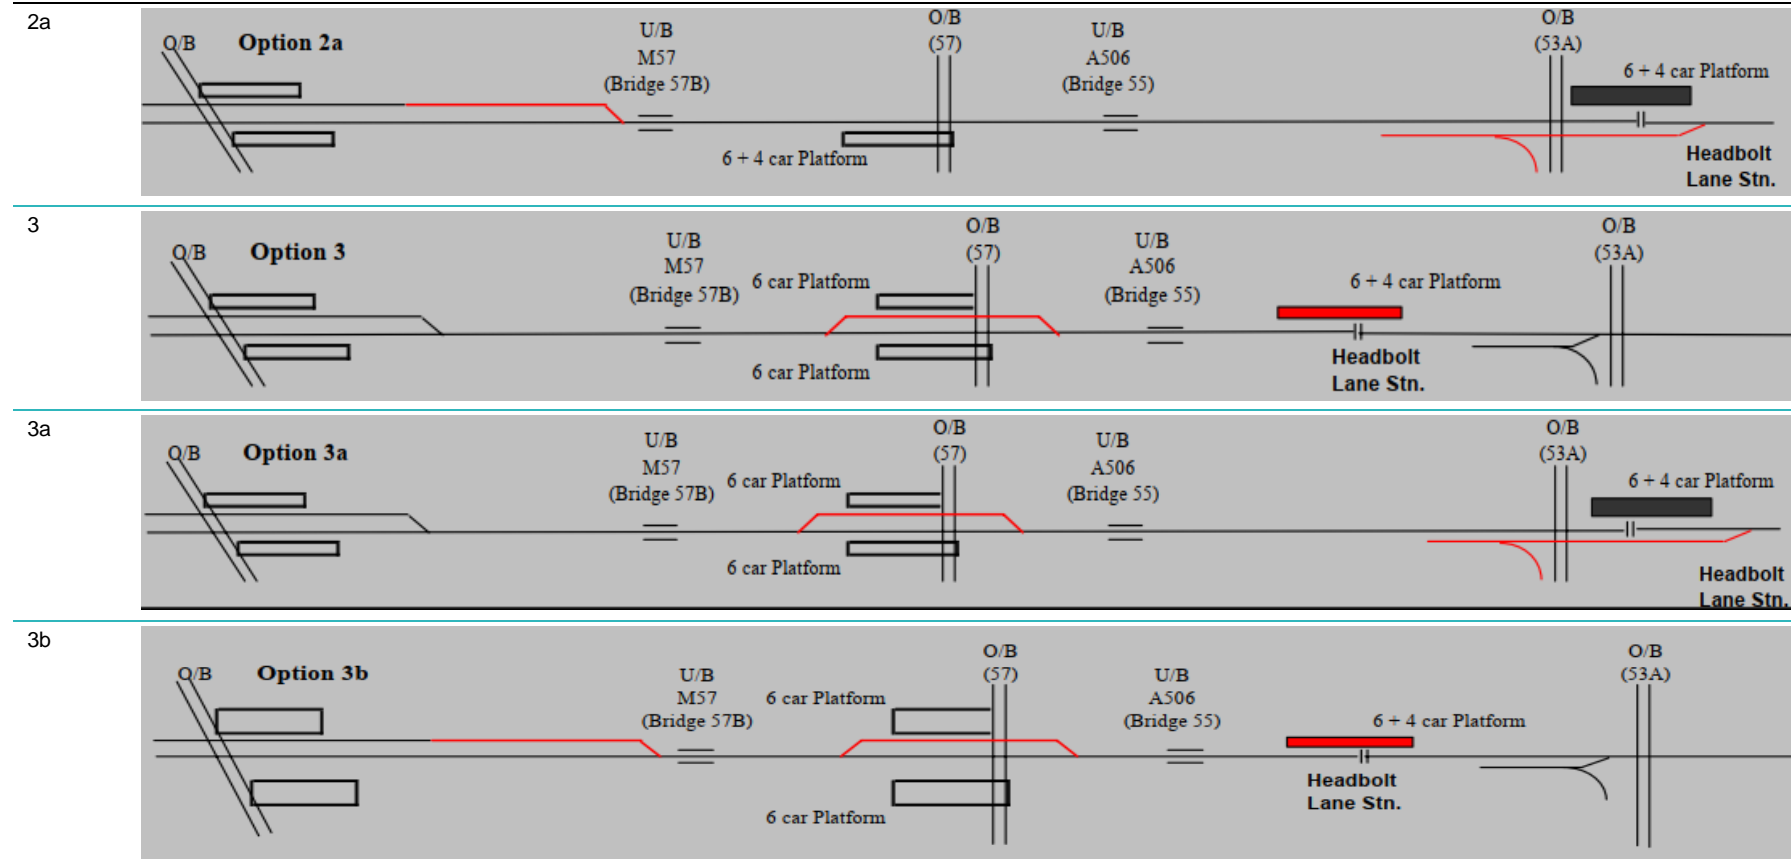 2a
O/B
Option 2a
U/B
M57
(Bridge 57B)
O/B
(57)
U/B
A506
(Bridge 55)
O/B
(53A)
6 + 4 car Platform
6 + 4 car Platform
Headbolt
Lane Stn.
3
O/B
Option 3
U/B
M57
(Bridge 57B)
6 car Platform
O/B
(57)
U/B
A506
(Bridge 55)
6 + 4 car Platform
O/B
(53A)
6 car Platform
Headbolt
Lane Stn.
3a
O/B
Option 3a
U/B
M57
(Bridge 57B)
6 car Platform
O/B
(57)
U/B
A506
(Bridge 55)
O/B
(53A)
6 + 4 car Platform
6 car Platform
Headbolt
Lane Stn.
3b
O/B
Option 3b
U/B
M57
(Bridge 57B)
6 car Platform
O/B
(57)
U/B
A506
(Bridge 55)
6 + 4 car Platform
O/B
(53A)
6 car Platform
Headbolt
Lane Stn.